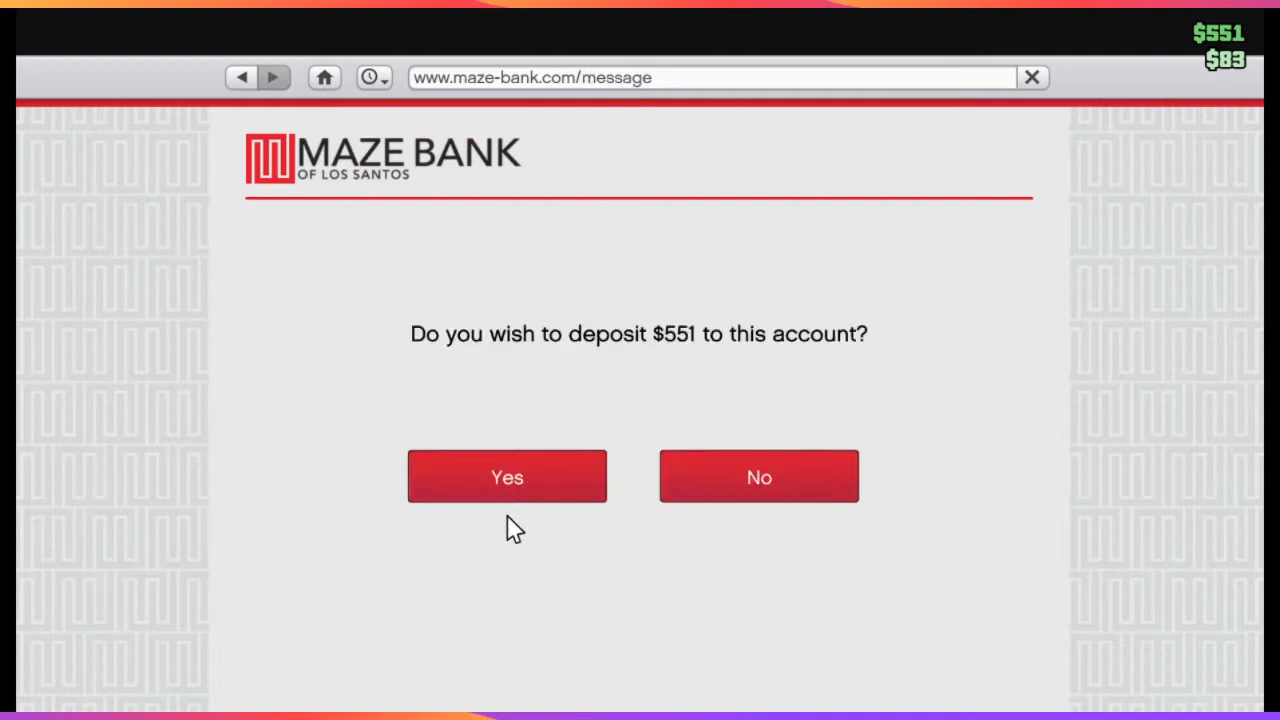 $551
$83
www.maze-bank.com/message
MAZE BANK
OF LOS SANTOS
Do you wish to deposit $551 to this account?
Yes
No